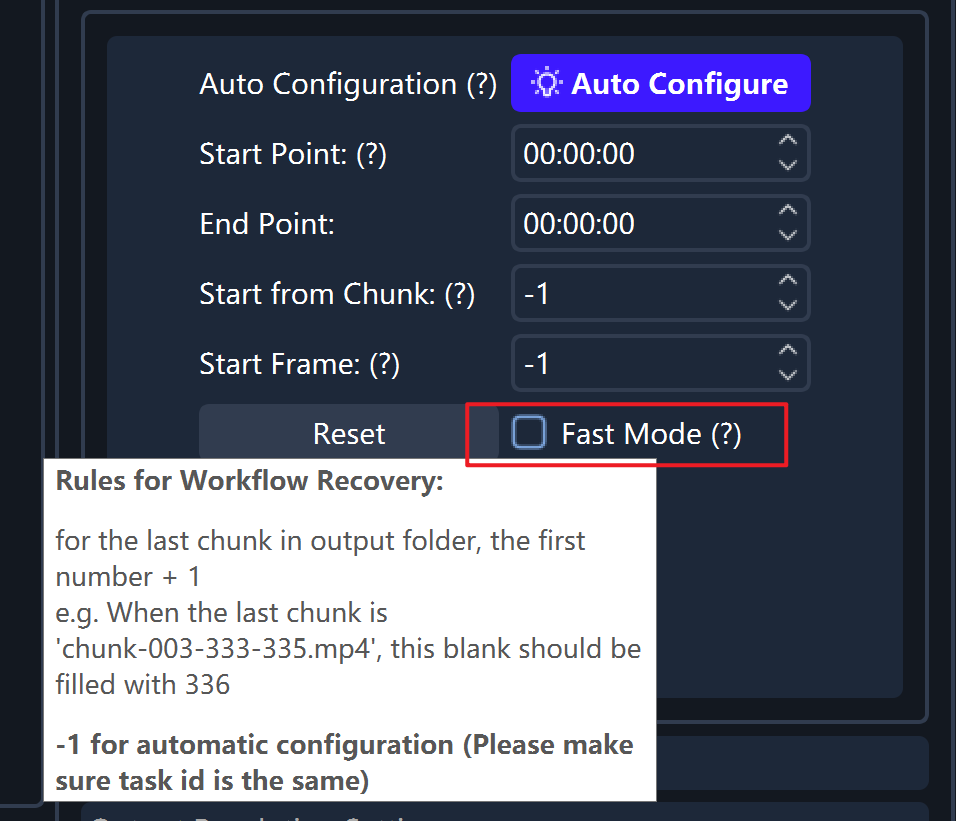 Auto Configuration (?)
Auto Configure
Start Point: (?)
00:00:00
End Point:
00:00:00
Start from Chunk: (?)
-1
Start Frame: (?)
-1
Reset
Fast Mode (?)
Rules for Workflow Recovery:
for the last chunk in output folder, the first
number + 1
e.g. When the last chunk is
'chunk-003-333-335.mp4', this blank should be
filled with 336
-1 for automatic configuration (Please make
sure task id is the same)